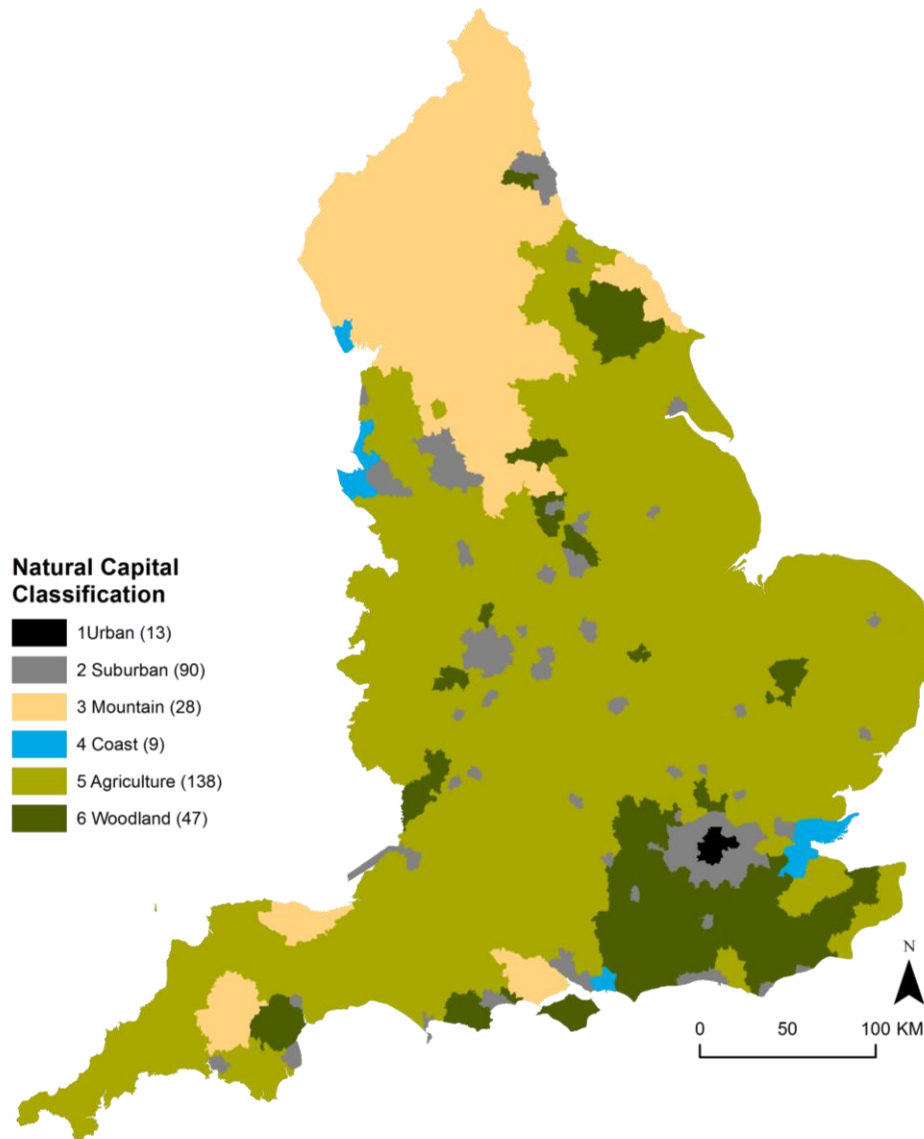 Natural Capital
Classification
1Urban (13)
2 Suburban (90)
3 Mountain (28)
4 Coast (9)
5 Agriculture (138)
6 Woodland (47)
N
0 50 100 KM